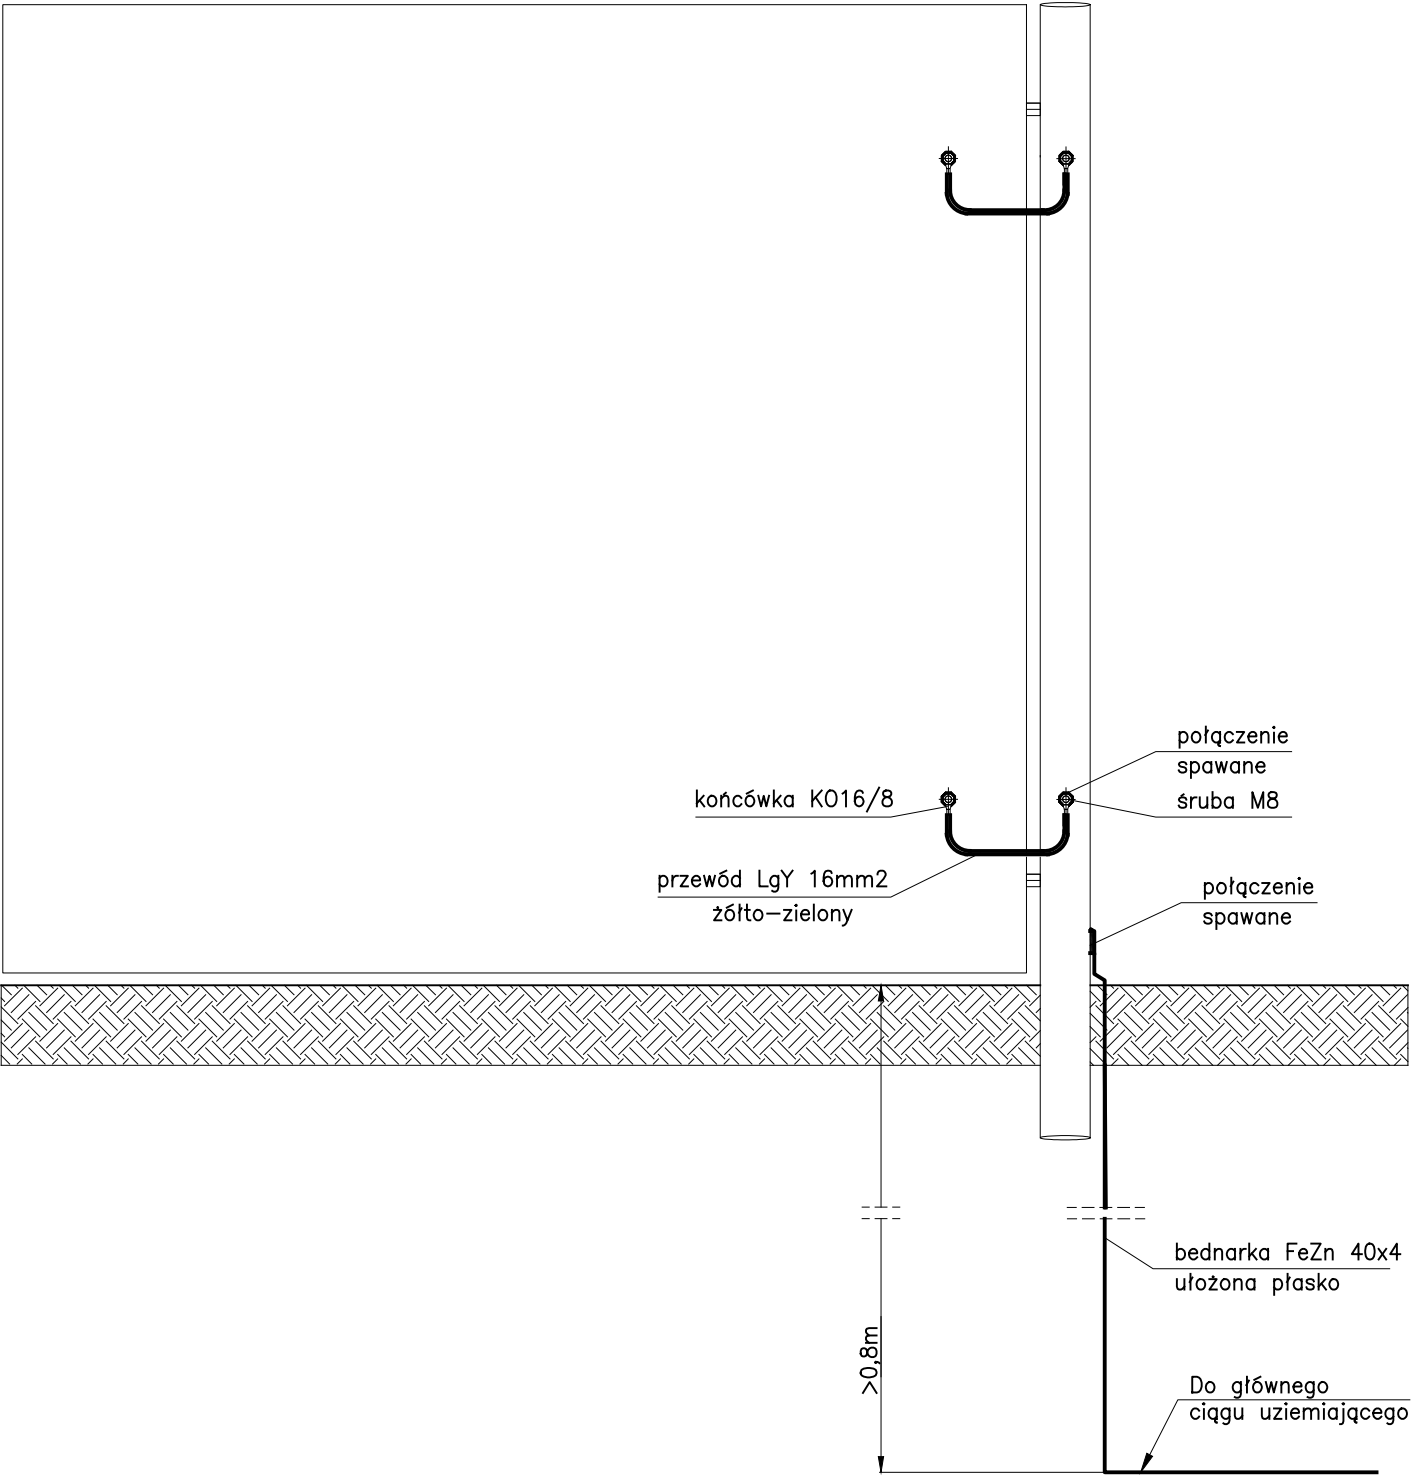 połączenie
spawane
końcówka KO16/8
śruba M8
przewód LgY 16mm2
żółto-zielony
połączenie
spawane
bednarka FeZn 40x4
ułożona płasko
>0,8m
Do głównego
ciągu uziemiającego